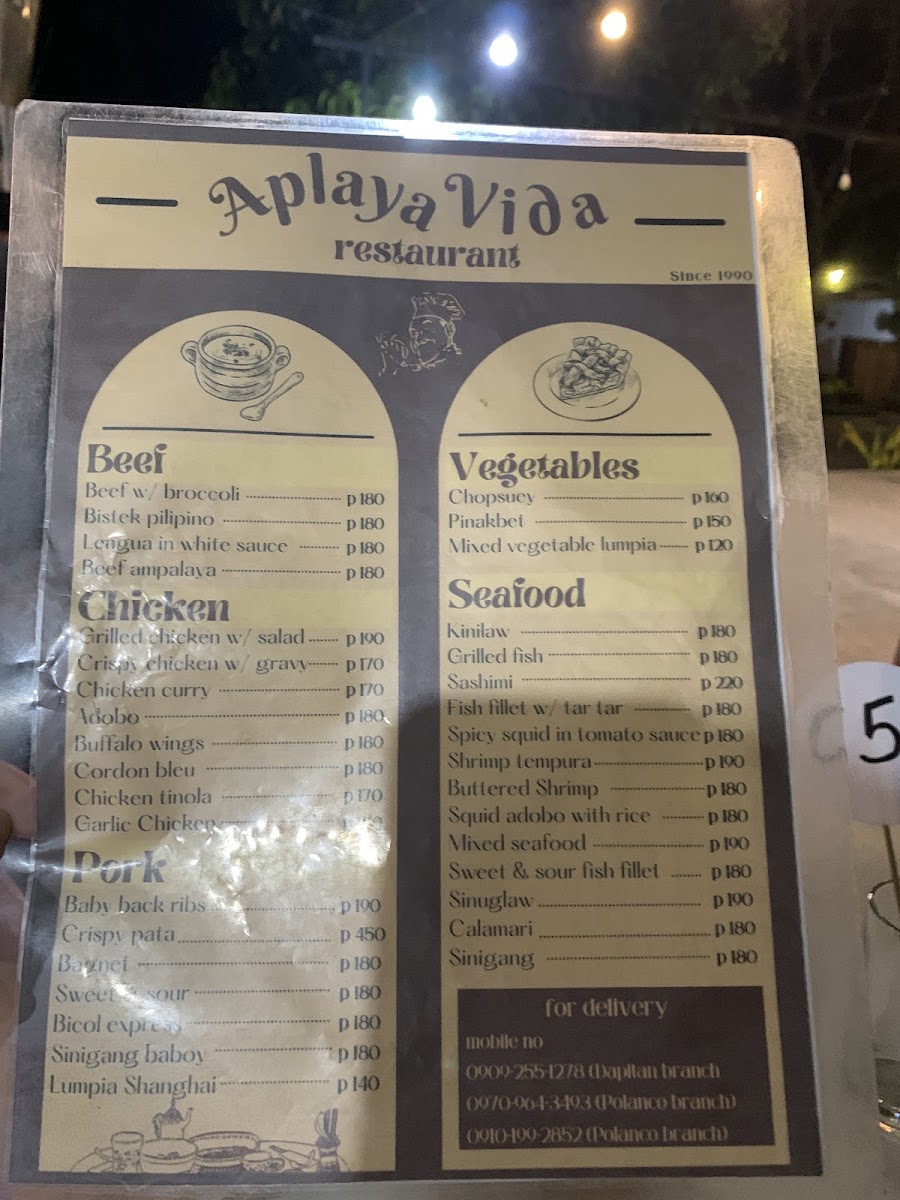 Aplaya Vida
restaurant
Since 1990
Beef
Beef w/ broccoli p180
Bistek pilipino p180
Lengua in white sauce p180
Beef ampalaya p180
Chicken
Grilled chicken w/ salad p190
Crispy chicken w/ gravy p170
Chicken curry p170
Adobo p180
Buffalo wings p180
Cordon bleu p180
Chicken tinola p170
Garlic Chicken
Pork
Baby back ribs p190
Crispy pata p 450
Bagnet p180
Sweet & sour p180
Bicol express p180
Sinigang baboy p180
Lumpia Shanghai p140
Vegetables
Chopsuey p160
Pinakbet p150
Mixed vegetable lumpia p120
Seafood
Kinilaw p180
Grilled fish p180
Sashimi p220
Fish fillet w/ tar tar p180
Spicy squid in tomato sauce p180
Shrimp tempura p190
Buttered Shrimp p180
Squid adobo with rice p180
Mixed seafood p190
Sweet & sour fish fillet p180
Sinuglaw p190
Calamari p180
Sinigang p180
for delivery
mobile no
0909-255-1278 (Dapitan branch
0970-964-3493 (Polanco branch)
0910-199-2852 (Polanco branch)
5